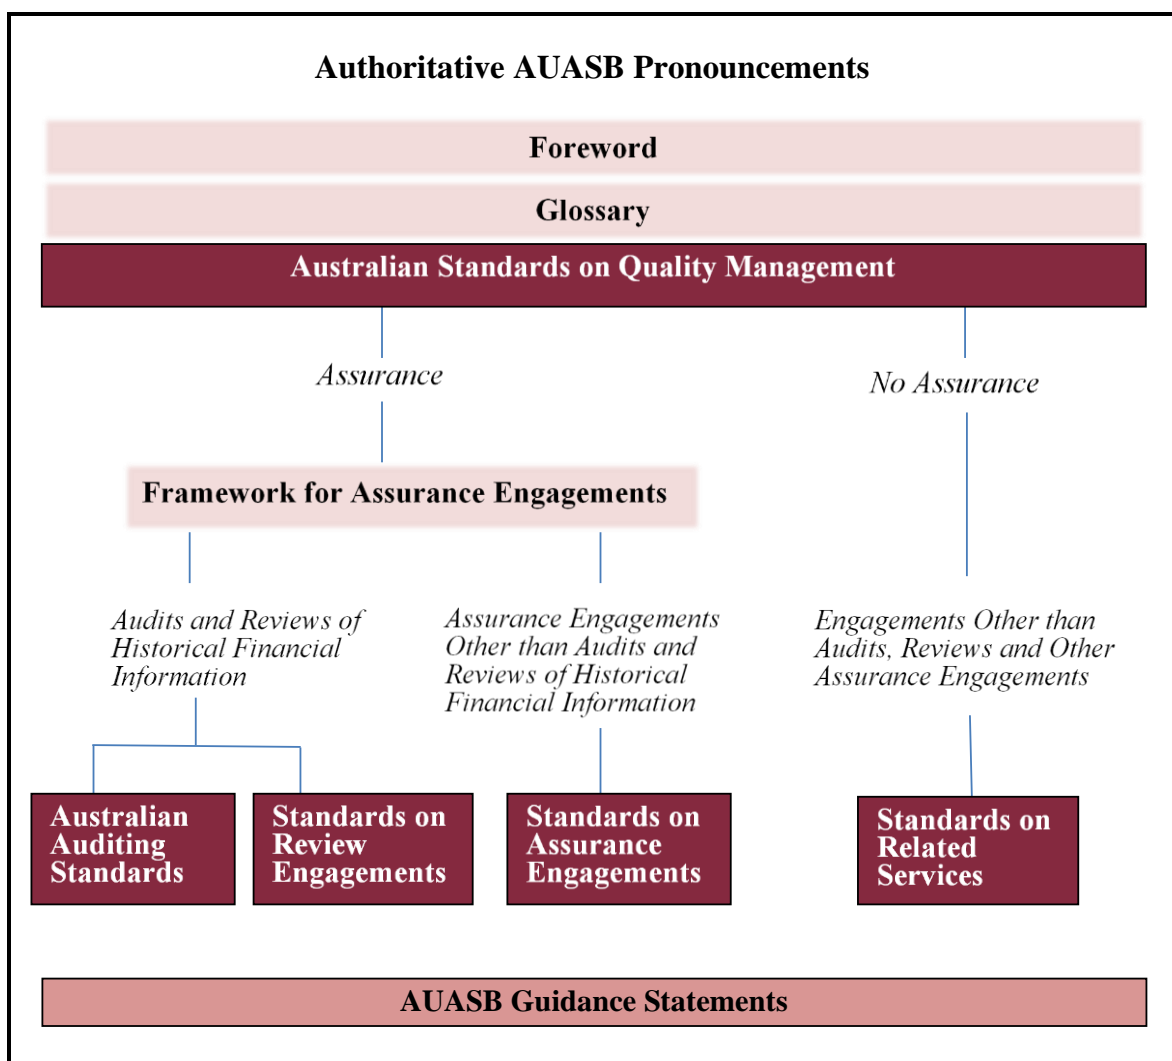 Authoritative AUASB Pronouncements
Foreword
Glossary
Australian Standards on Quality Management
Assurance
No Assurance
Framework for Assurance Engagements
Audits and Reviews of
Historical Financial
Information
Assurance Engagements
Other than Audits and
Reviews of Historical
Financial Information
Engagements Other than
Audits, Reviews and Other
Assurance Engagements
Australian
Auditing
Standards
Standards on
Review
Engagements
Standards on
Assurance
Engagements
Standards on
Related
Services
AUASB Guidance Statements